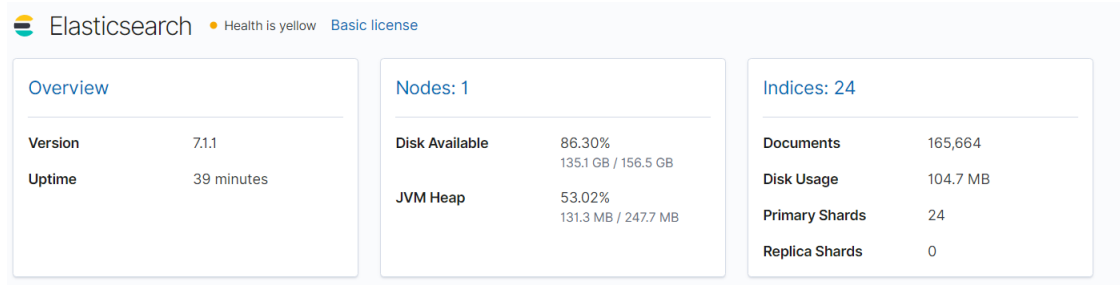 Elasticsearch Health is yellow Basic license
Overview
Version 7.1.1
Uptime 39 minutes
Nodes: 1
Disk Available 86.30%
135.1 GB / 156.5 GB
JVM Heap 53.02%
131.3 MB / 247.7 MB
Indices: 24
Documents 165,664
Disk Usage 104.7 MB
Primary Shards 24
Replica Shards 0